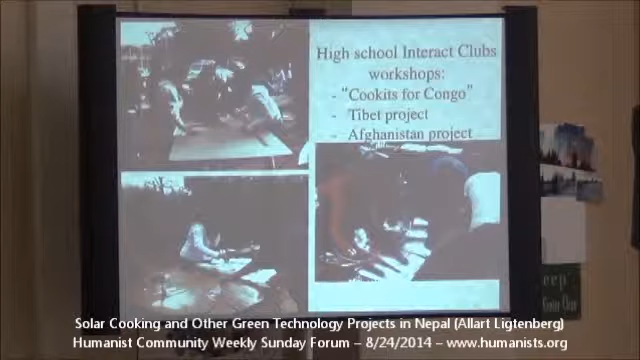 High school Interact Clubs
workshops:
- "Cookits for Congo"
- Tibet project
- Afghanistan project
Solar Cooking and Other Green Technology Projects in Nepal (Allart Ligtenberg)
Humanist Community Weekly Sunday Forum – 8/24/2014 – www.humanists.org